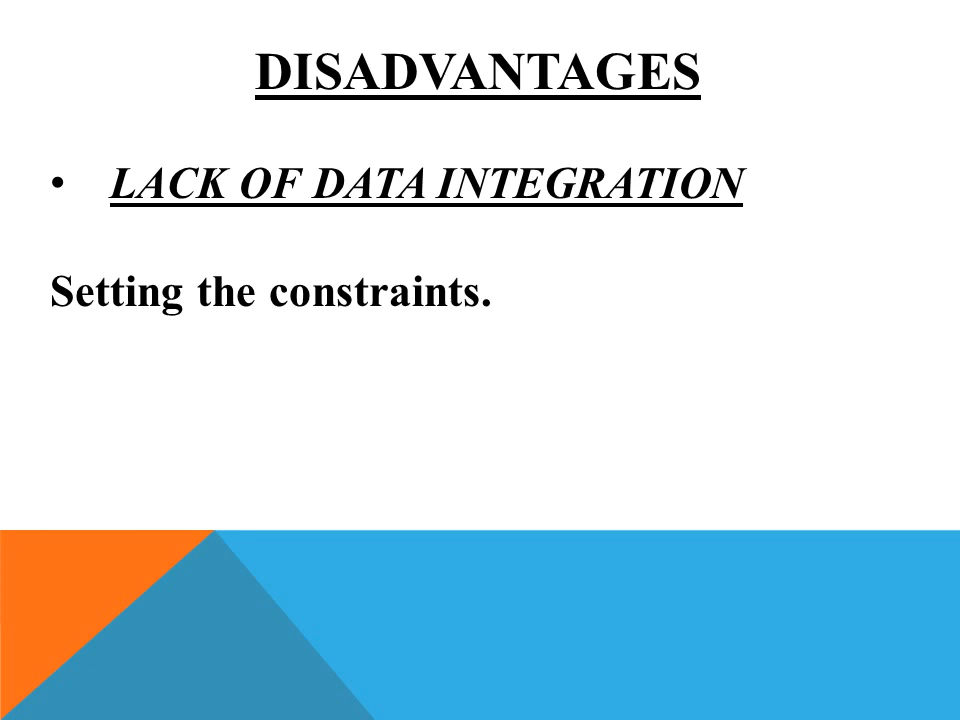 DISADVANTAGES
• LACK OF DATA INTEGRATION
Setting the constraints.